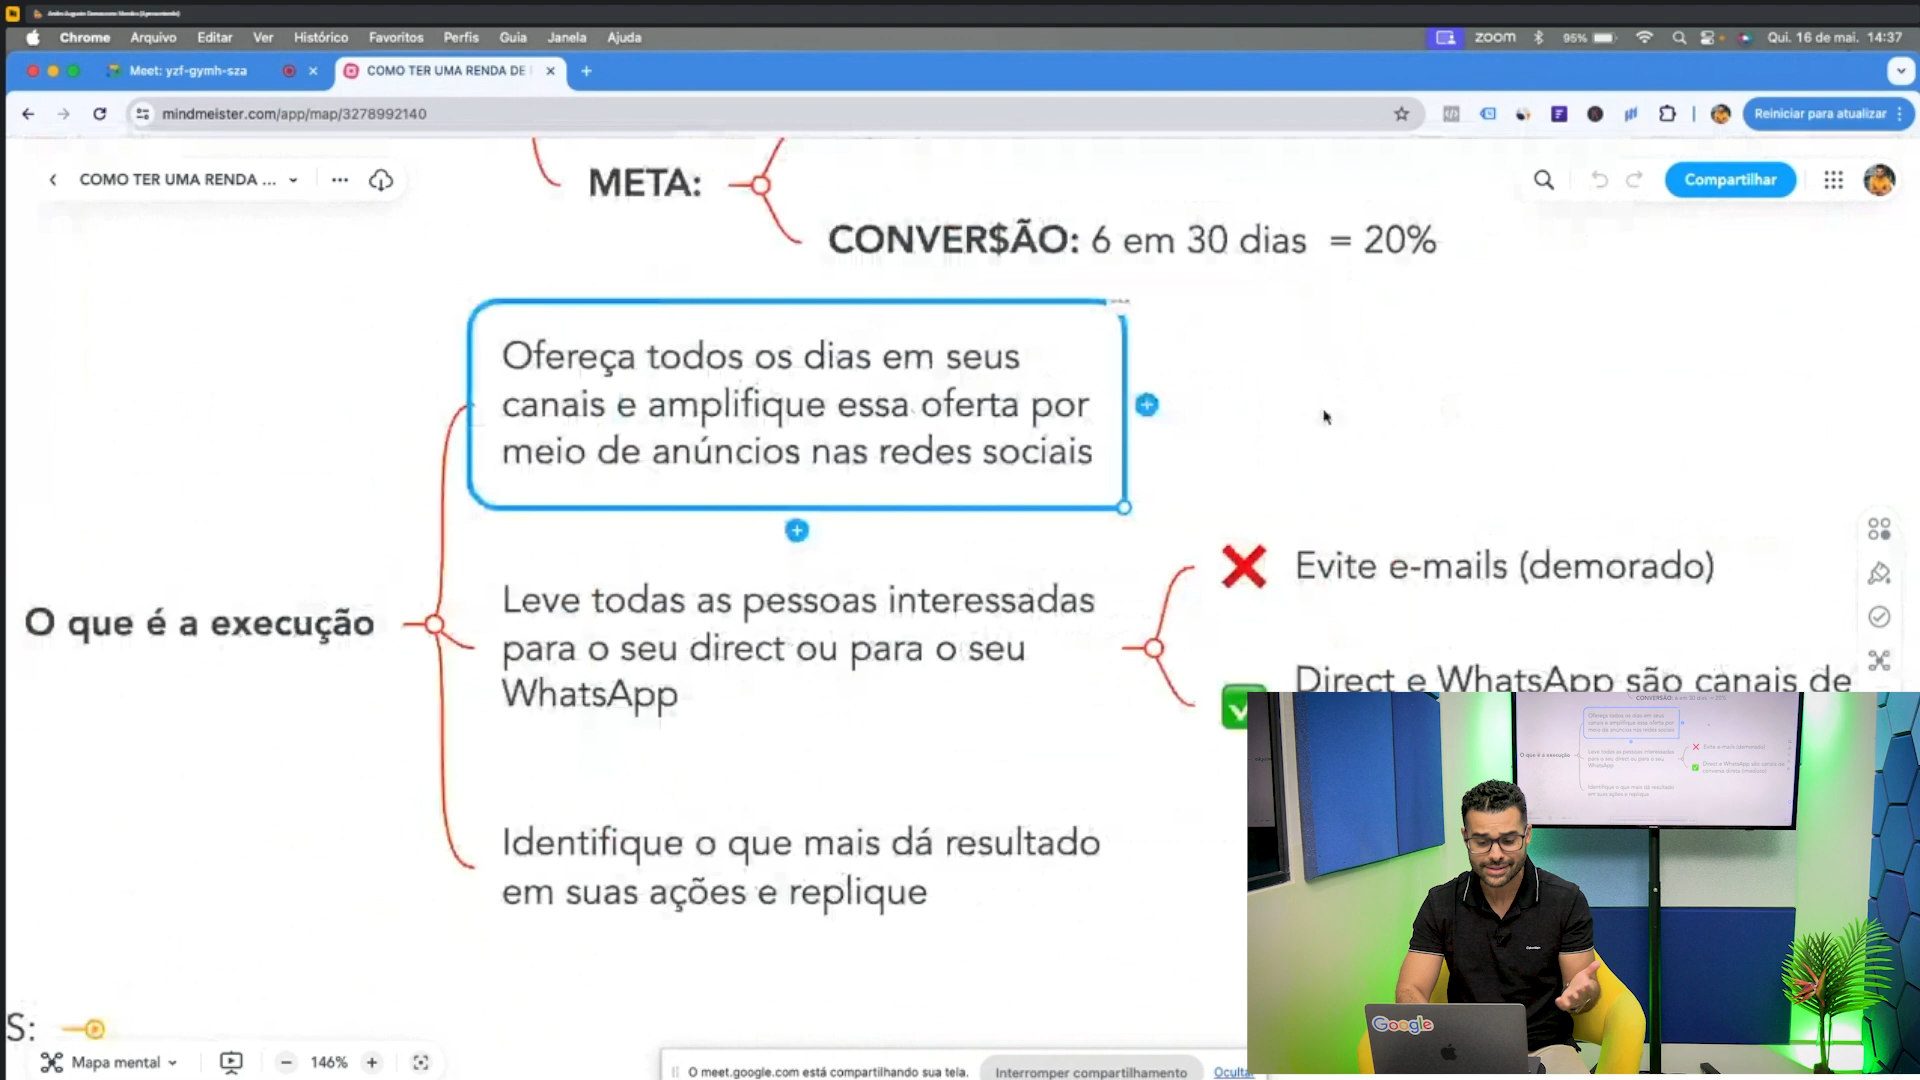 Chrome Arquivo Editar Ver Histórico Favoritos Perfis Guia Janela Ajuda
zoom 95% Qui. 16 de mai. 14:37
Meet: yzf-gymh-sza
COMO TER UMA RENDA DE
mindmeister.com/app/map/3278992140
Reiniciar para atualizar
COMO TER UMA RENDA ...
Compartilhar
META:
CONVER$ÃO: 6 em 30 dias = 20%
Ofereça todos os dias em seus
canais e amplifique essa oferta por
meio de anúncios nas redes sociais
O que é a execução
Leve todas as pessoas interessadas
para o seu direct ou para o seu
WhatsApp
Evite e-mails (demorado)
Direct e WhatsApp são canais de
Identifique o que mais dá resultado
em suas ações e replique
S:
Mapa mental
146%
O meet.google.com está compartilhando sua tela.
Interromper compartilhamento
Ocultar
Google